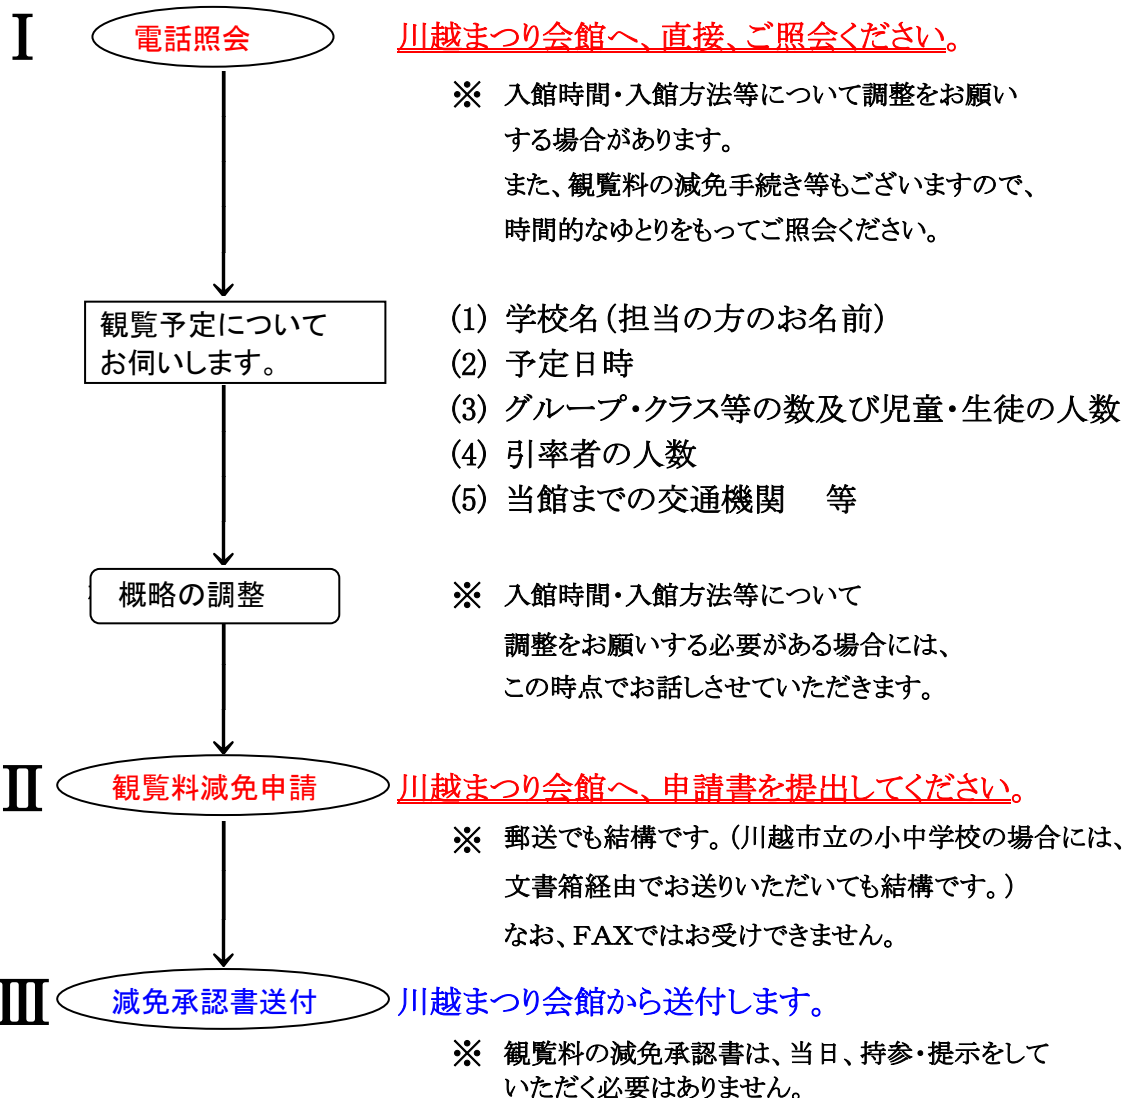 Ⅰ 電話照会 川越まつり会館へ、直接、ご照会ください。
※ 入館時間・入館方法等について調整をお願い
する場合があります。
また、観覧料の減免手続き等もございますので、
時間的なゆとりをもってご照会ください。
観覧予定について
お伺いします。
(1) 学校名(担当の方のお名前)
(2) 予定日時
(3) グループ・クラス等の数及び児童・生徒の人数
(4) 引率者の人数
(5) 当館までの交通機関 等
概略の調整
※ 入館時間・入館方法等について
調整をお願いする必要がある場合には、
この時点でお話しさせていただきます。
Ⅱ 観覧料減免申請 川越まつり会館へ、申請書を提出してください。
※ 郵送でも結構です。(川越市立の小中学校の場合には、
文書箱経由でお送りいただいても結構です。)
なお、FAXではお受けできません。
Ⅲ 減免承認書送付 川越まつり会館から送付します。
※ 観覧料の減免承認書は、当日、持参・提示をして
いただく必要はありません。